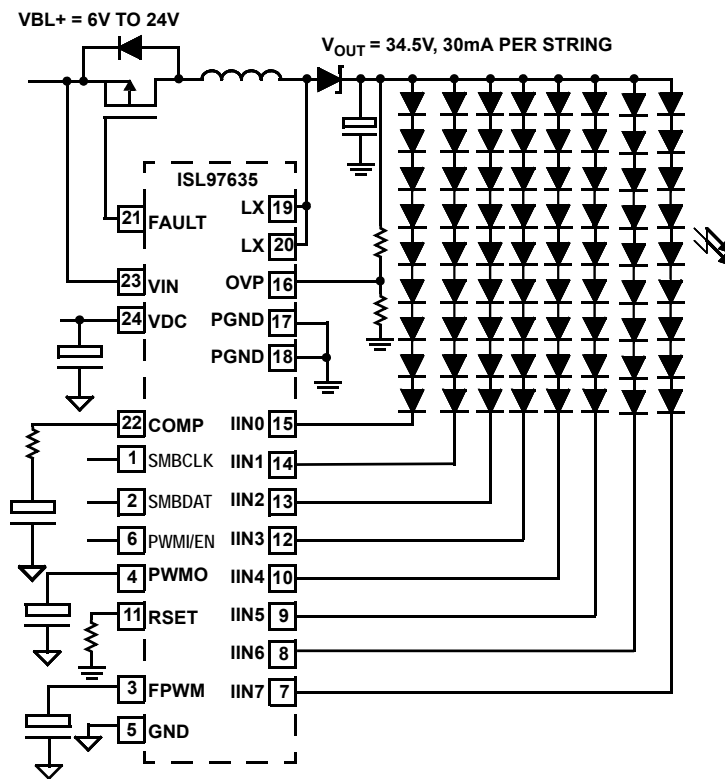 VBL+ = 6V TO 24V
VOUT = 34.5V, 30mA PER STRING
ISL97635
21 FAULT
LX 19
LX 20
23 VIN
OVP 16
24 VDC
PGND 17
PGND 18
22 COMP
IIN0 15
1 SMBCLK
IIN1 14
2 SMBDAT
IIN2 13
6 PWMI/EN
IIN3 12
4 PWMO
IIN4 10
11 RSET
IIN5 9
IIN6 8
3 FPWM
IIN7 7
5 GND